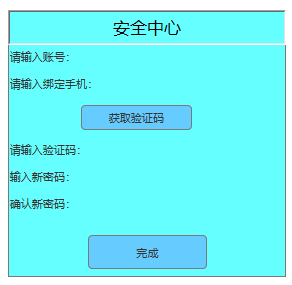 安全中心
请输入账号：
请输入绑定手机：
获取验证码
请输入验证码：
输入新密码：
确认新密码：
完成